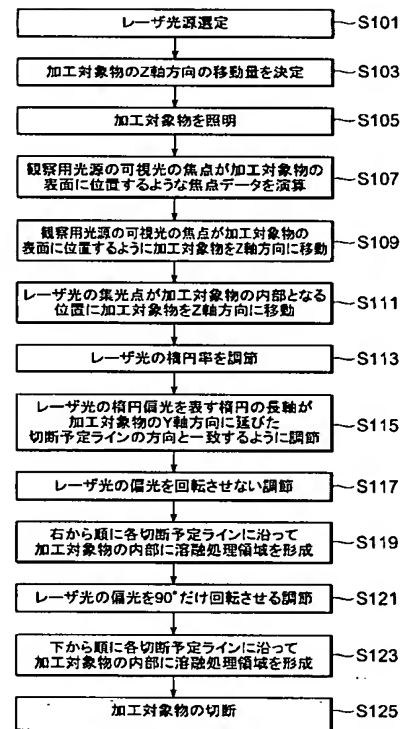 レーザ光源選定
S101
加工対象物のZ軸方向の移動量を決定
S103
加工対象物を照明
S105
観察用光源の可視光の焦点が加工対象物の
表面に位置するような焦点データを演算
S107
観察用光源の可視光の焦点が加工対象物の
表面に位置するように加工対象物をZ軸方向に移動
S109
レーザ光の集光点が加工対象物の内部となる
位置に加工対象物をZ軸方向に移動
S111
レーザ光の楕円率を調節
S113
レーザ光の楕円偏光を表す楕円の長軸が
加工対象物のY軸方向に延びた
切断予定ラインの方向と一致するように調節
S115
レーザ光の偏光を回転させない調節
S117
右から順に各切断予定ラインに沿って
加工対象物の内部に溶融処理領域を形成
S119
レーザ光の偏光を90°だけ回転させる調節
S121
下から順に各切断予定ラインに沿って
加工対象物の内部に溶融処理領域を形成
S123
加工対象物の切断
S125